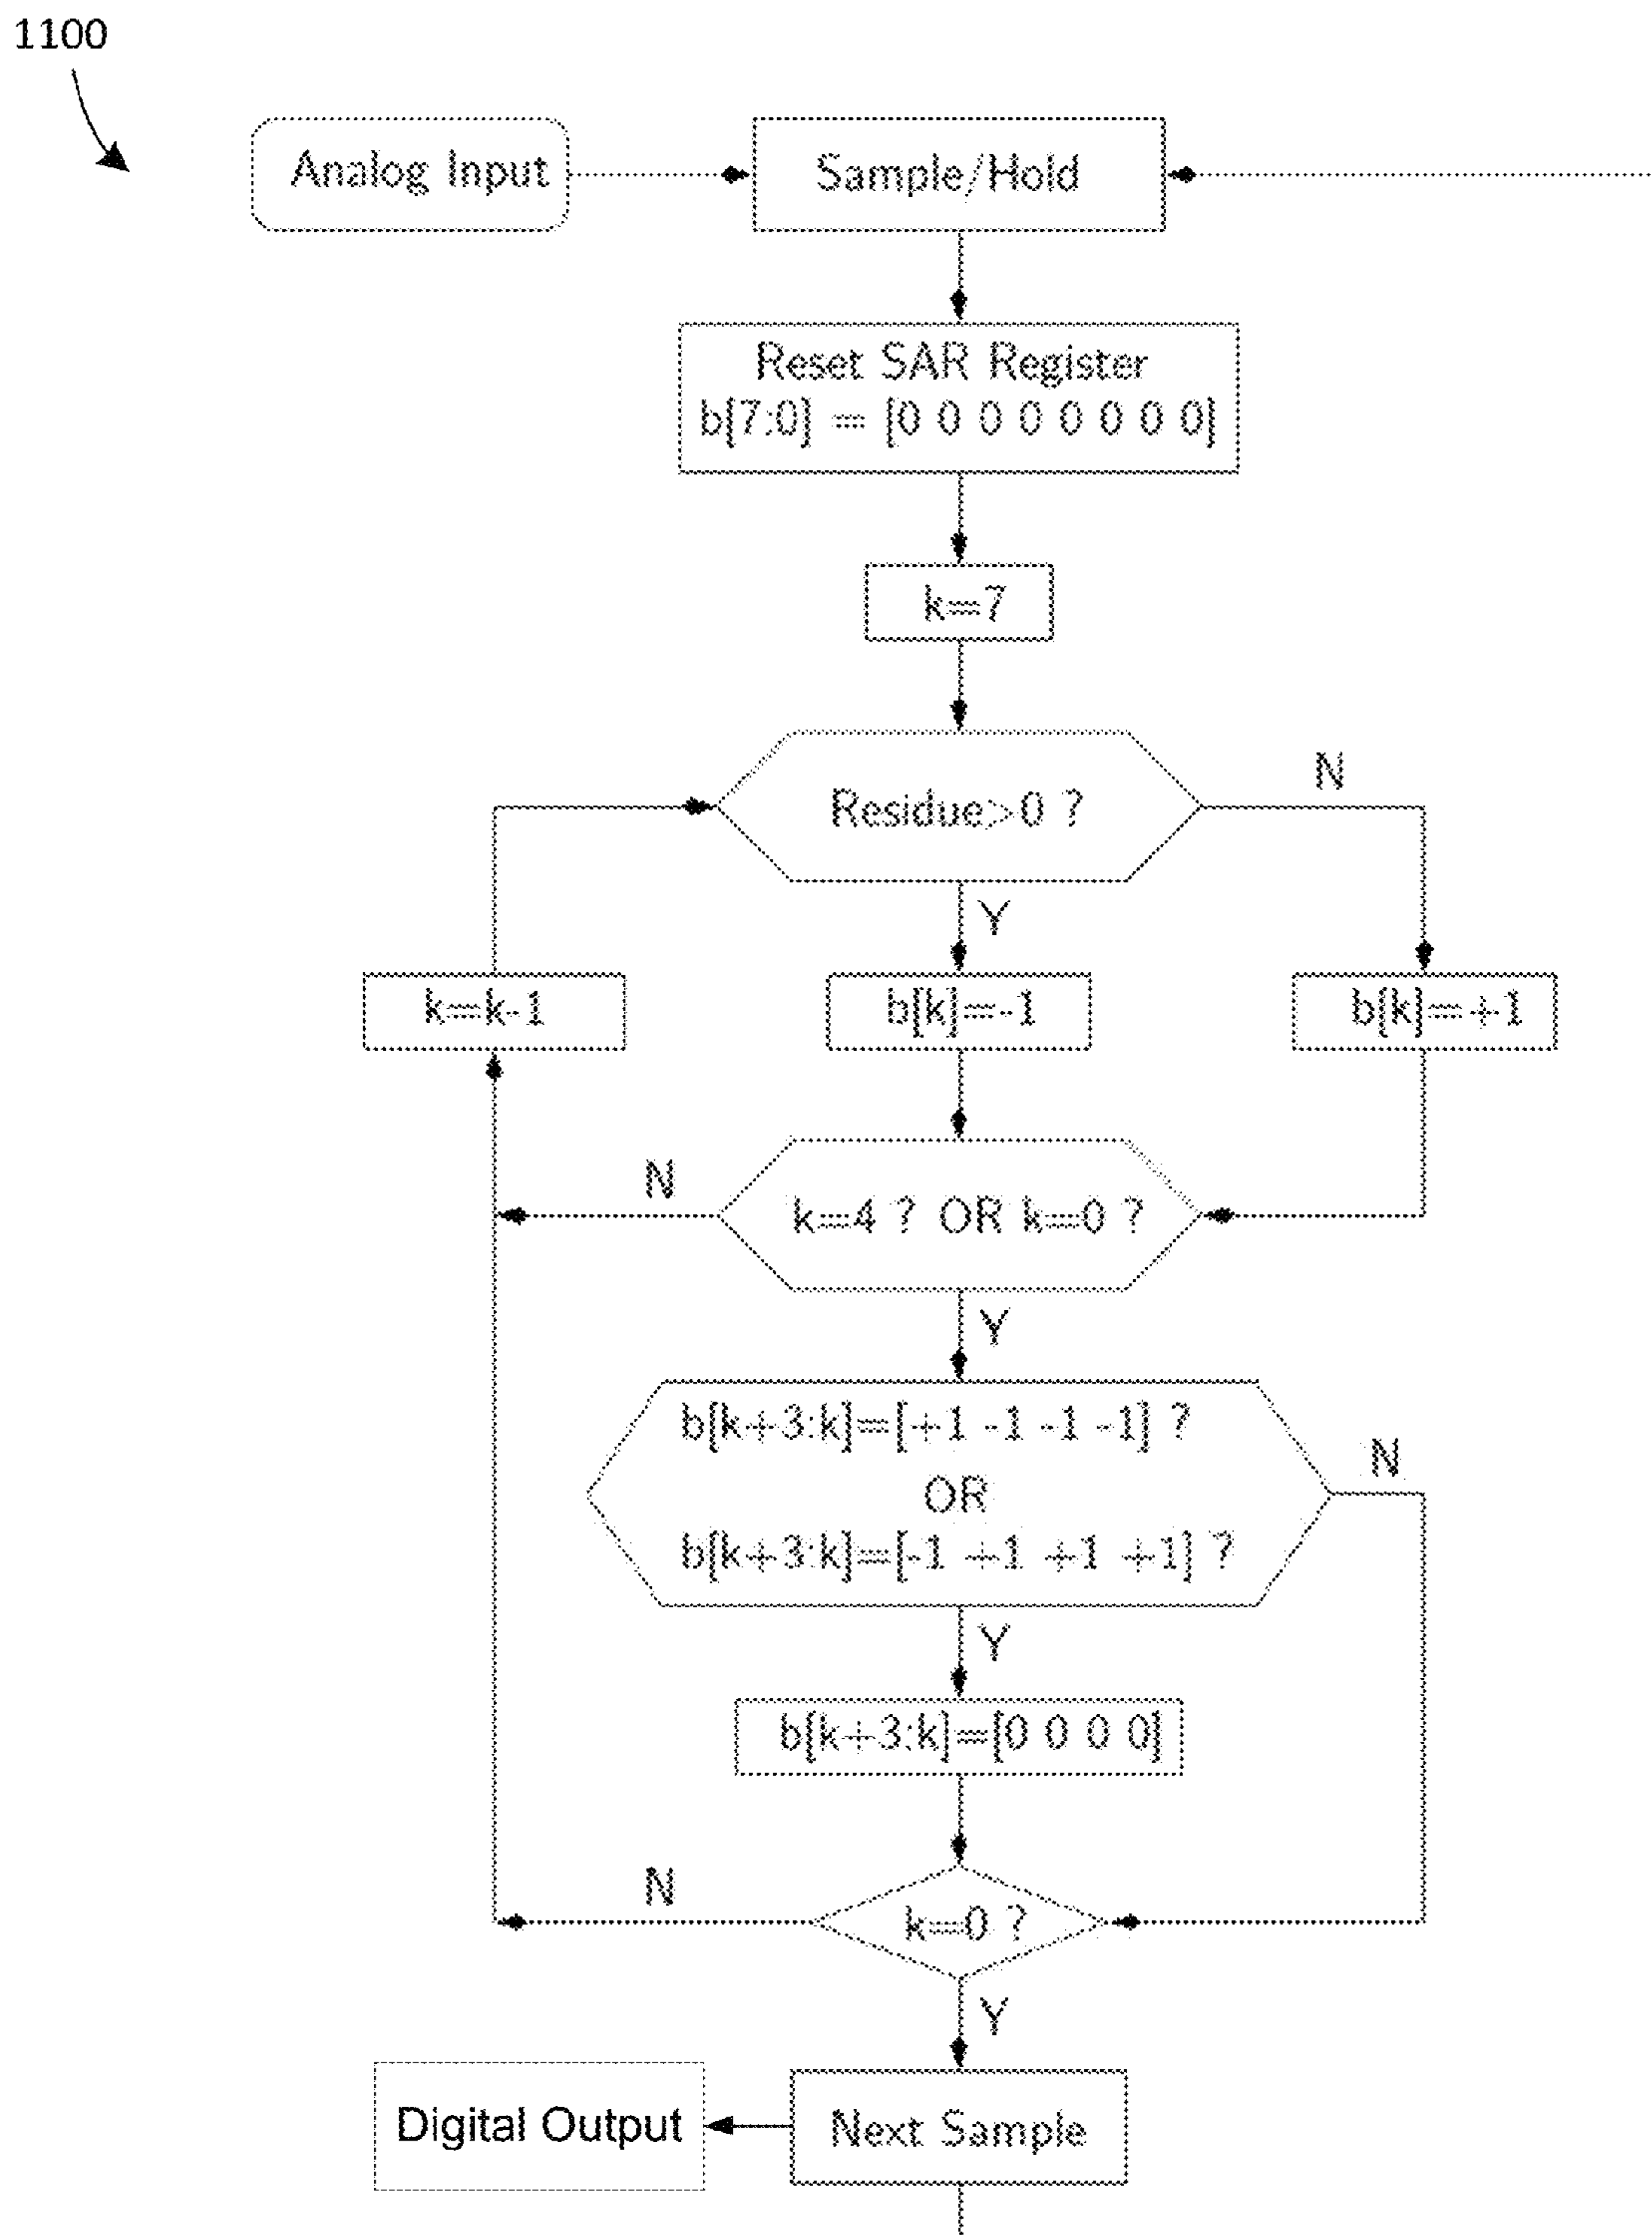 1100
Analog Input
Sample/Hold
Reset SAR Register
b[7:0] = [0 0 0 0 0 0 0 0]
k=7
Residue>0 ?
N
Y
k=k-1
b[k]=-1
b[k]=+1
N
k=4 ? OR k=0 ?
Y
b[k+3:k]=[+1 -1 -1 -1] ?
OR
b[k+3:k]=[-1 +1 +1 +1] ?
N
Y
b[k+3:k]=[0 0 0 0]
N
k=0 ?
Y
Digital Output
Next Sample